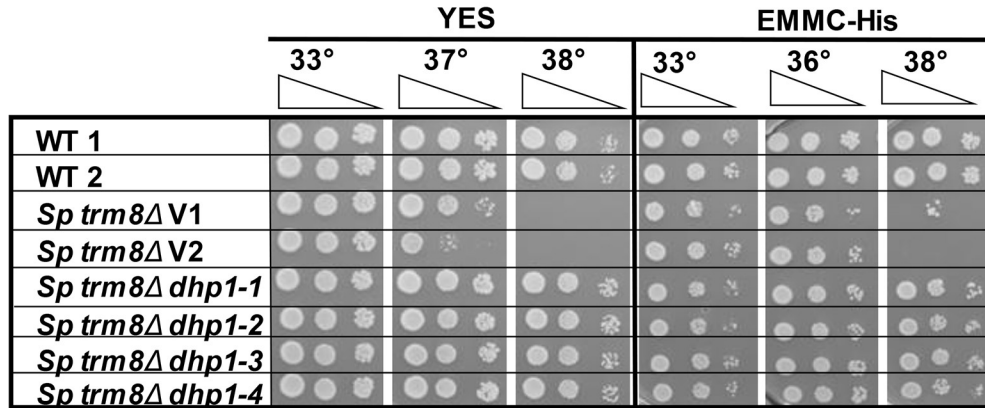 YES EMMC-His
33° 37° 38° 33° 36° 38°
WT 1
WT 2
Sp trm8Δ V1
Sp trm8Δ V2
Sp trm8Δ dhp1-1
Sp trm8Δ dhp1-2
Sp trm8Δ dhp1-3
Sp trm8Δ dhp1-4